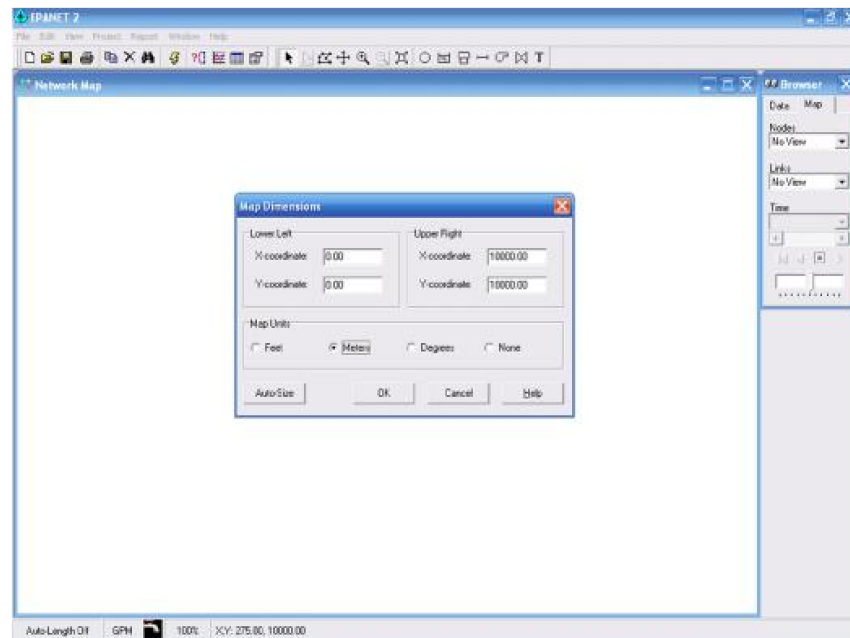 EPANET 2
File Edit View Project Report Window Help
T
Network Map
Browser
Data Map
Nodes
No View
Links
No View
Time
Map Dimensions
Lower Left
X-coordinate: 0.00
Y-coordinate: 0.00
Upper Right
X-coordinate: 10000.00
Y-coordinate: 10000.00
Map Units
Feet Meters Degrees None
Auto-Size OK Cancel Help
Auto-Length Off GPM 100% X,Y: 275.00, 10000.00